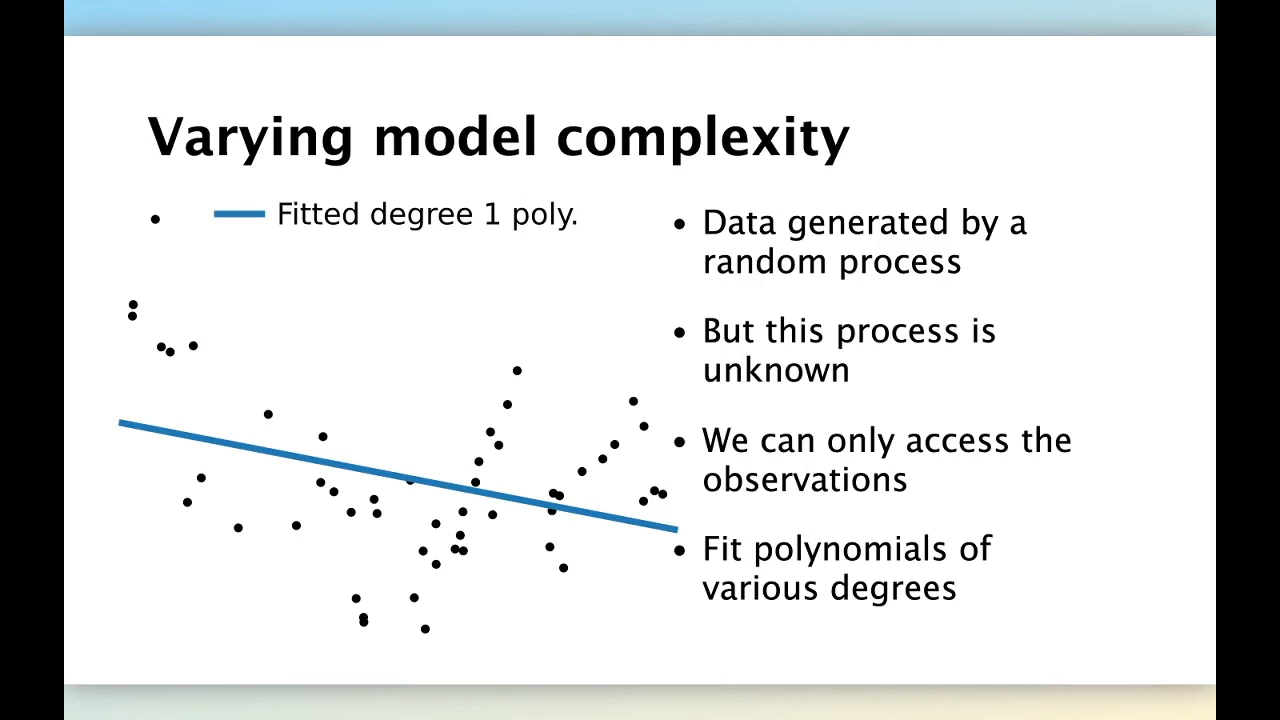 Varying model complexity
Fitted degree 1 poly.
• Data generated by a
random process
• But this process is
unknown
• We can only access the
observations
• Fit polynomials of
various degrees